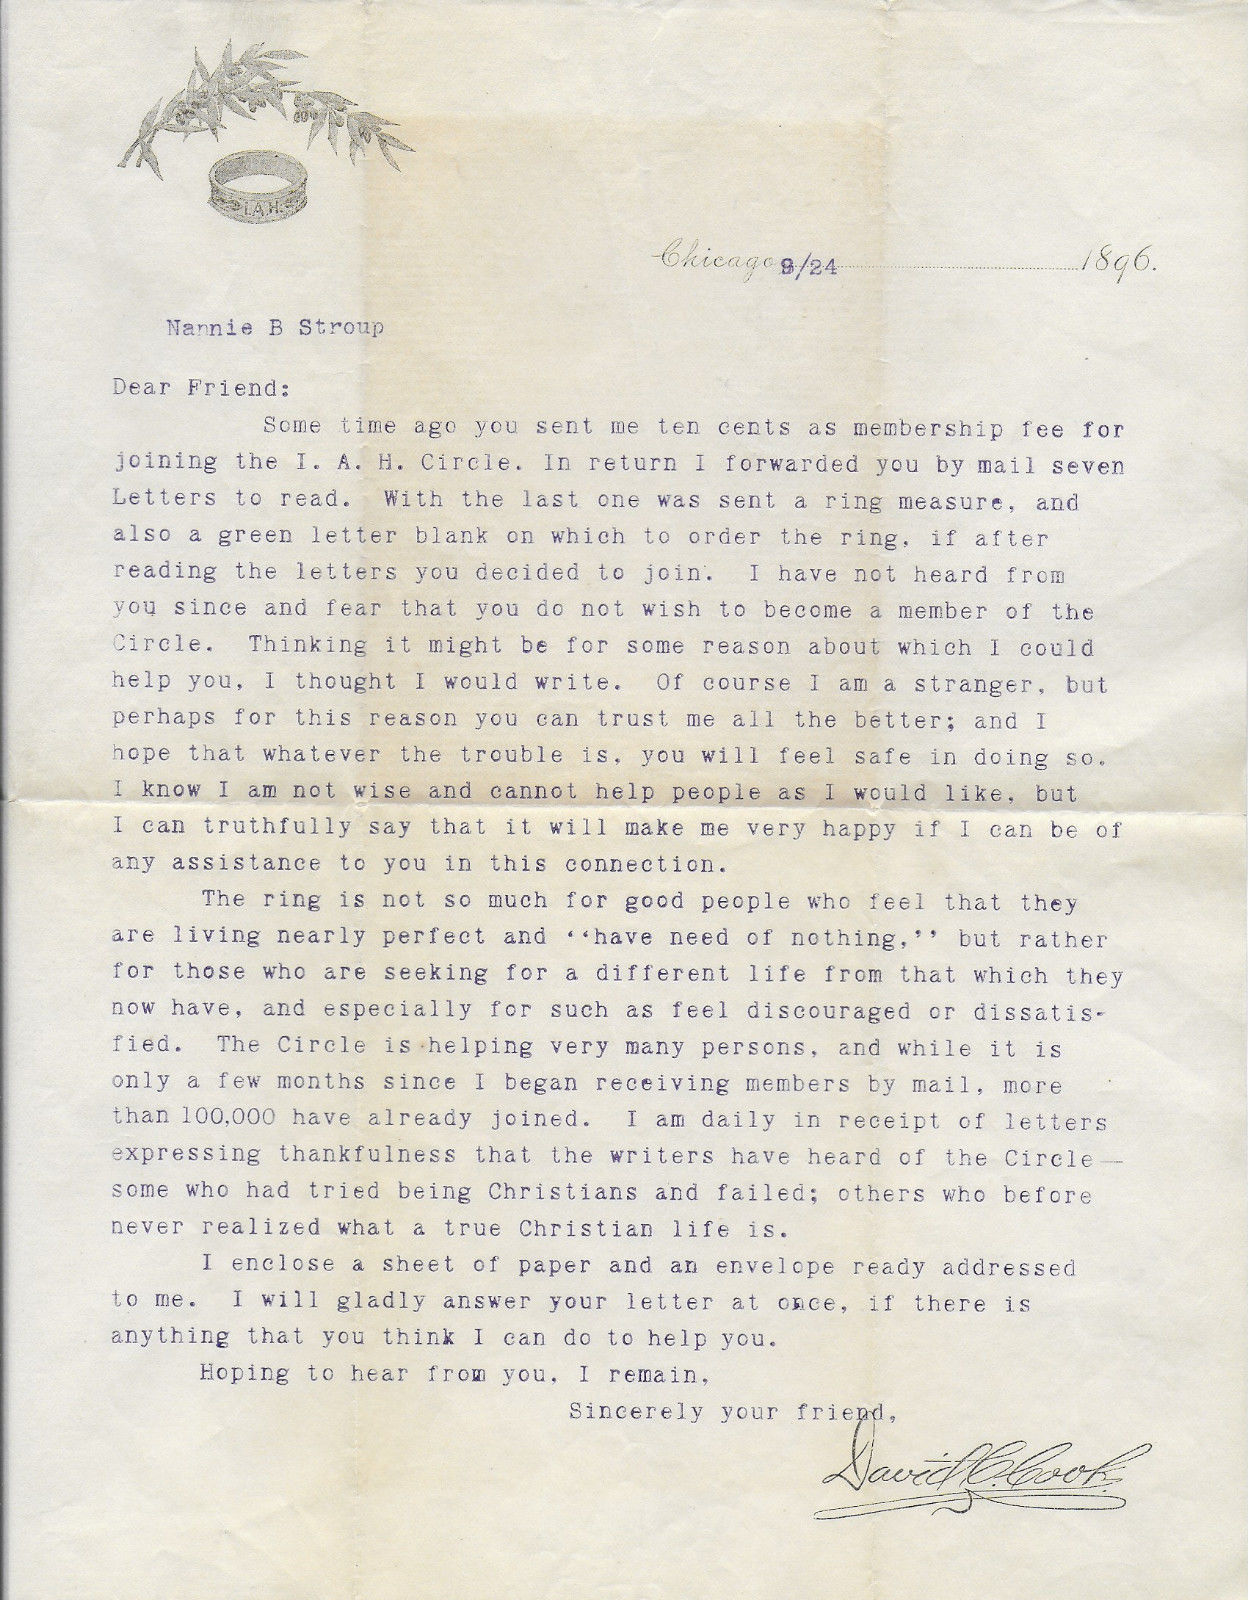 I.A.H.
Chicago 9/24 1896.
Nannie B Stroup
Dear Friend:
Some time ago you sent me ten cents as membership fee for
joining the I. A. H. Circle. In return I forwarded you by mail seven
Letters to read. With the last one was sent a ring measure, and
also a green letter blank on which to order the ring, if after
reading the letters you decided to join. I have not heard from
you since and fear that you do not wish to become a member of the
Circle. Thinking it might be for some reason about which I could
help you, I thought I would write. Of course I am a stranger, but
perhaps for this reason you can trust me all the better; and I
hope that whatever the trouble is, you will feel safe in doing so.
I know I am not wise and cannot help people as I would like, but
I can truthfully say that it will make me very happy if I can be of
any assistance to you in this connection.
The ring is not so much for good people who feel that they
are living nearly perfect and ‘‘have need of nothing,’’ but rather
for those who are seeking for a different life from that which they
now have, and especially for such as feel discouraged or dissatis-
fied. The Circle is helping very many persons, and while it is
only a few months since I began receiving members by mail, more
than 100,000 have already joined. I am daily in receipt of letters
expressing thankfulness that the writers have heard of the Circle—
some who had tried being Christians and failed; others who before
never realized what a true Christian life is.
I enclose a sheet of paper and an envelope ready addressed
to me. I will gladly answer your letter at once, if there is
anything that you think I can do to help you.
Hoping to hear from you, I remain,
Sincerely your friend,
David C. Cook